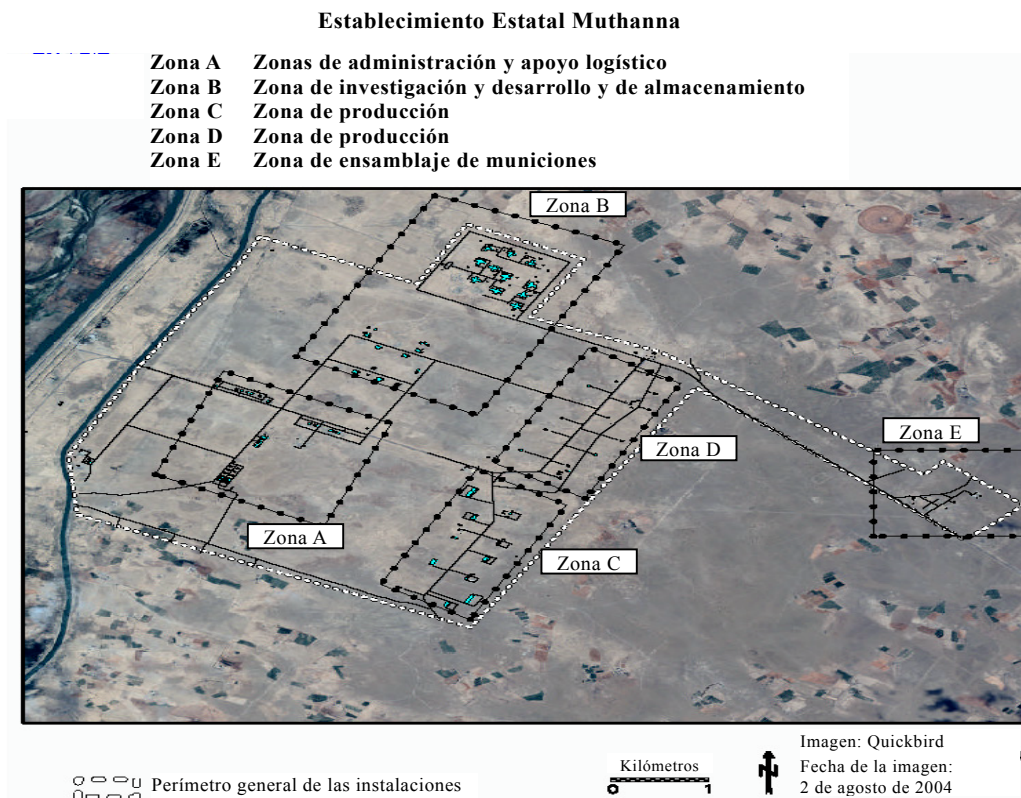 Establecimiento Estatal Muthanna
Zona A Zonas de administración y apoyo logístico
Zona B Zona de investigación y desarrollo y de almacenamiento
Zona C Zona de producción
Zona D Zona de producción
Zona E Zona de ensamblaje de municiones
Zona B
Zona E
Zona D
Zona A
Zona C
Imagen: Quickbird
Kilómetros
Fecha de la imagen:
Perímetro general de las instalaciones
0 1
N
2 de agosto de 2004